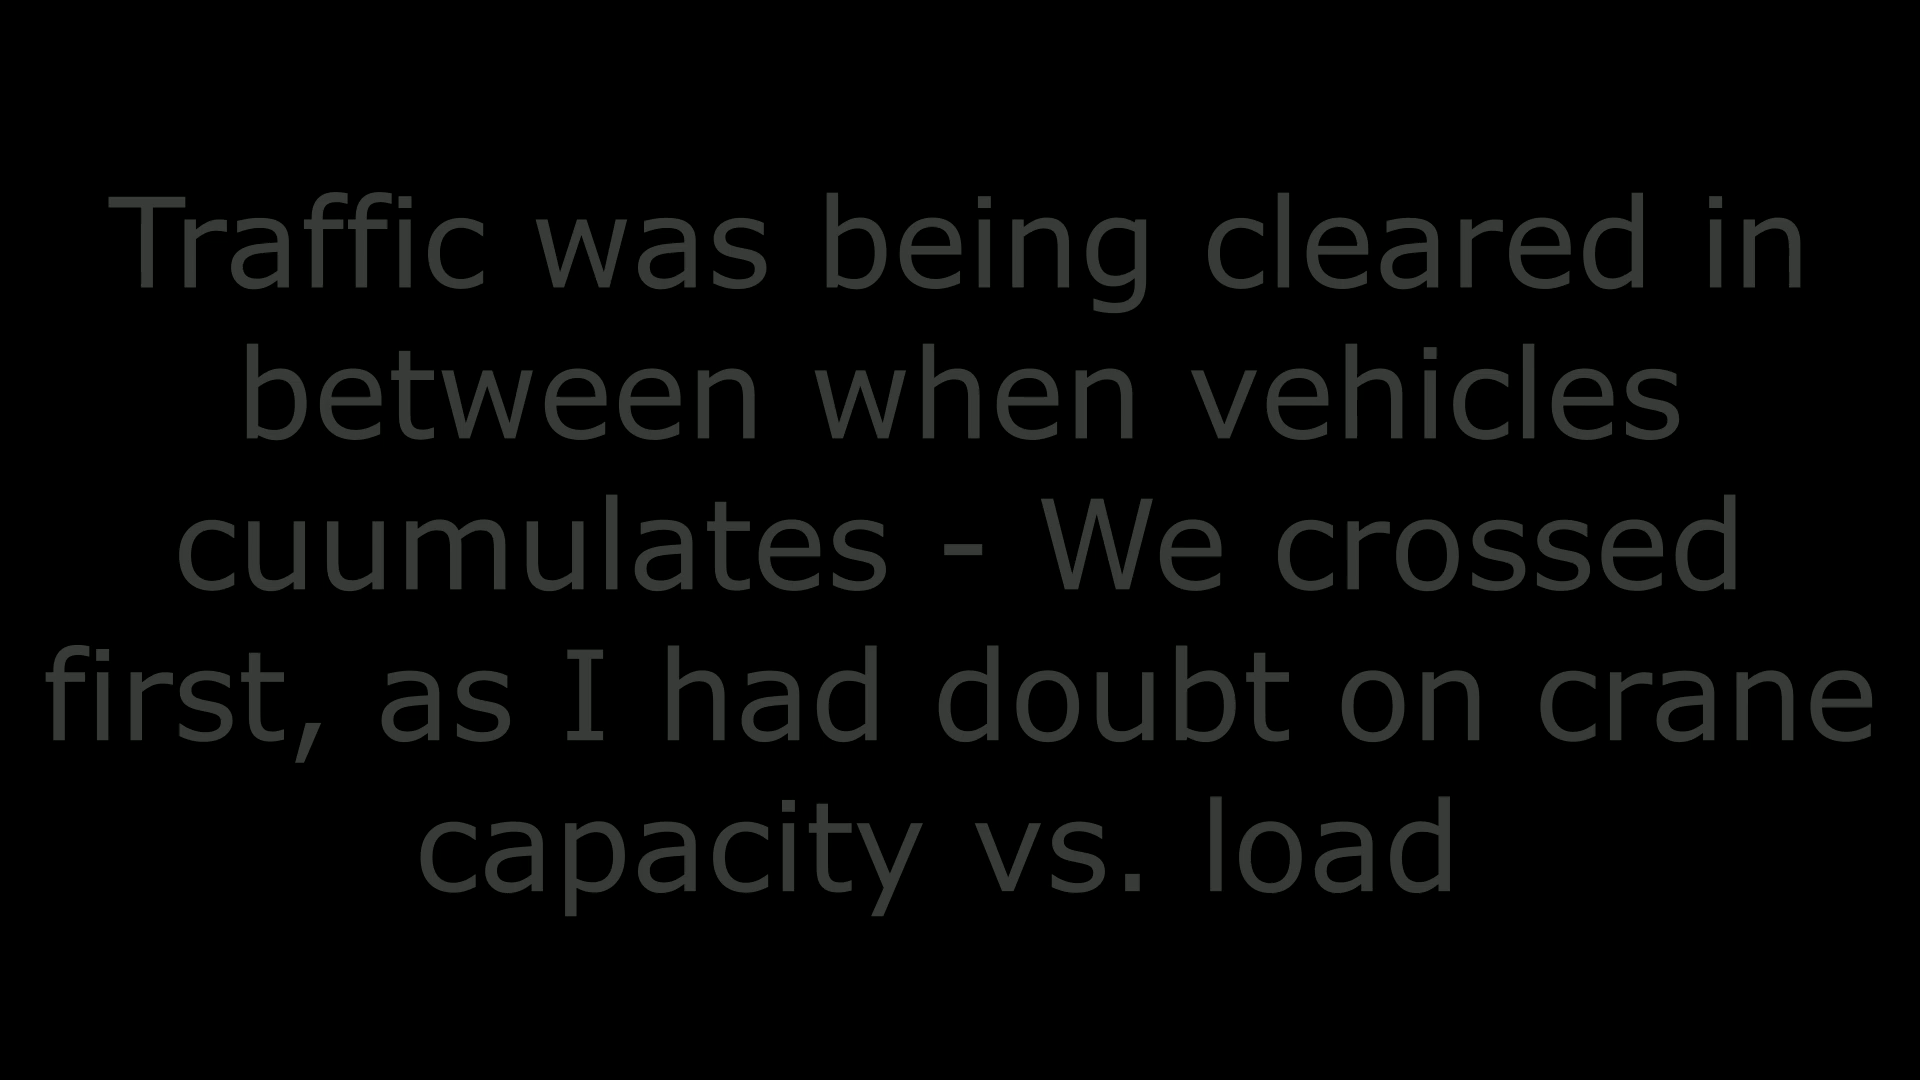 Traffic was being cleared in
between when vehicles
cuumulates - We crossed
first, as I had doubt on crane
capacity vs. load